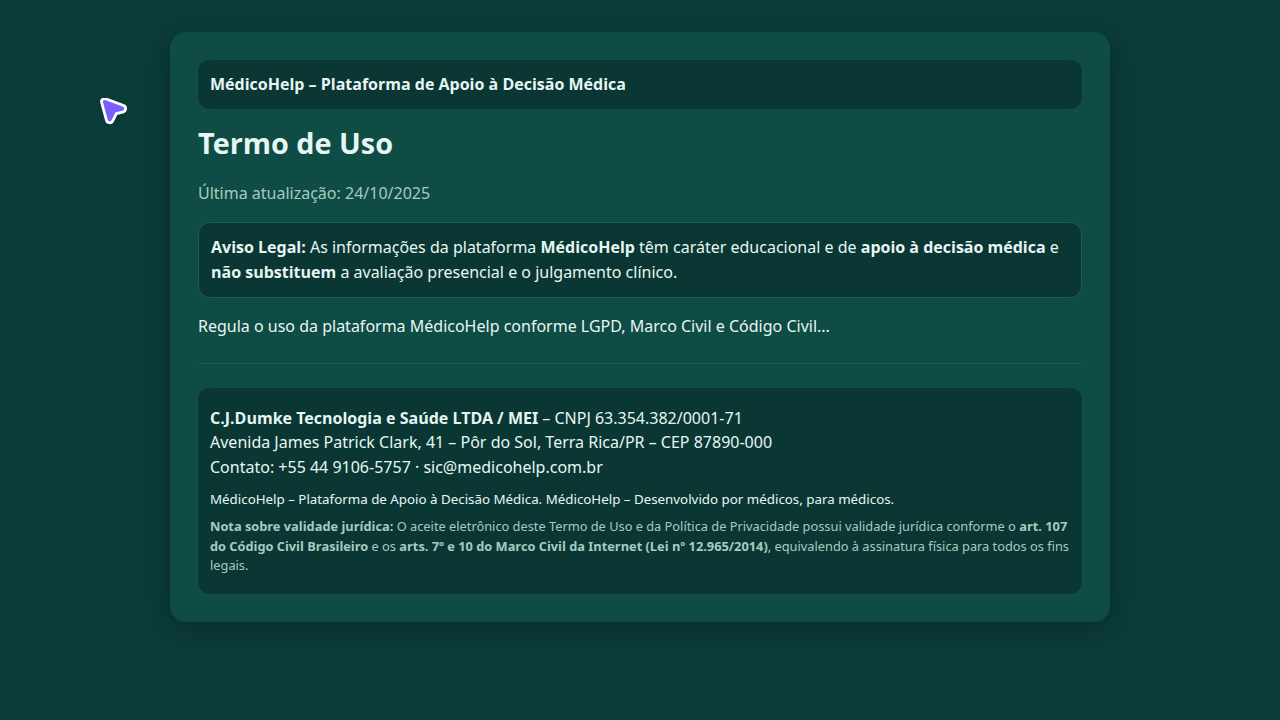 MédicoHelp – Plataforma de Apoio à Decisão Médica
Termo de Uso
Última atualização: 24/10/2025
Aviso Legal: As informações da plataforma MédicoHelp têm caráter educacional e de apoio à decisão médica e
não substituem a avaliação presencial e o julgamento clínico.
Regula o uso da plataforma MédicoHelp conforme LGPD, Marco Civil e Código Civil...
C.J.Dumke Tecnologia e Saúde LTDA / MEI – CNPJ 63.354.382/0001-71
Avenida James Patrick Clark, 41 – Pôr do Sol, Terra Rica/PR – CEP 87890-000
Contato: +55 44 9106-5757 · sic@medicohelp.com.br
MédicoHelp – Plataforma de Apoio à Decisão Médica. MédicoHelp – Desenvolvido por médicos, para médicos.
Nota sobre validade jurídica: O aceite eletrônico deste Termo de Uso e da Política de Privacidade possui validade jurídica conforme o art. 107
do Código Civil Brasileiro e os arts. 7º e 10 do Marco Civil da Internet (Lei nº 12.965/2014), equivalendo à assinatura física para todos os fins
legais.